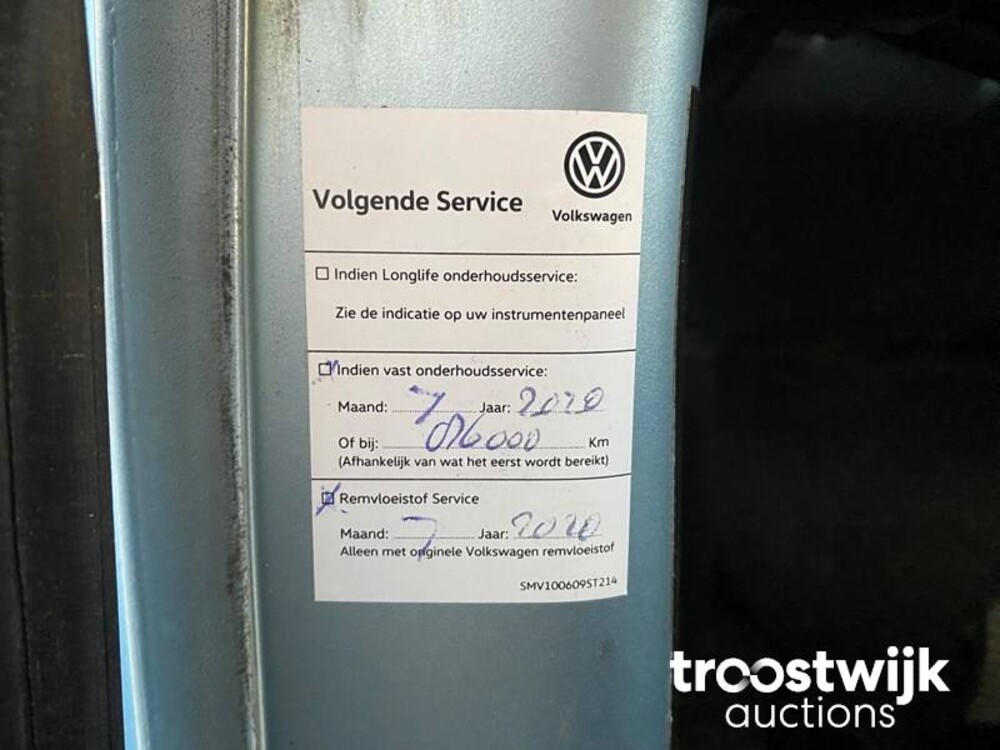 Volkswagen
Volgende Service
Indien Longlife onderhoudsservice:
Zie de indicatie op uw instrumentenpaneel
Indien vast onderhoudsservice:
Maand: 7 Jaar: 2020
Of bij: Km
(Afhankelijk van wat het eerst wordt bereikt)
Remvloeistof Service
Maand: 7 Jaar: 2020
Alleen met originele Volkswagen remvloeistof
SMV100609ST214
troostwijk
auctions